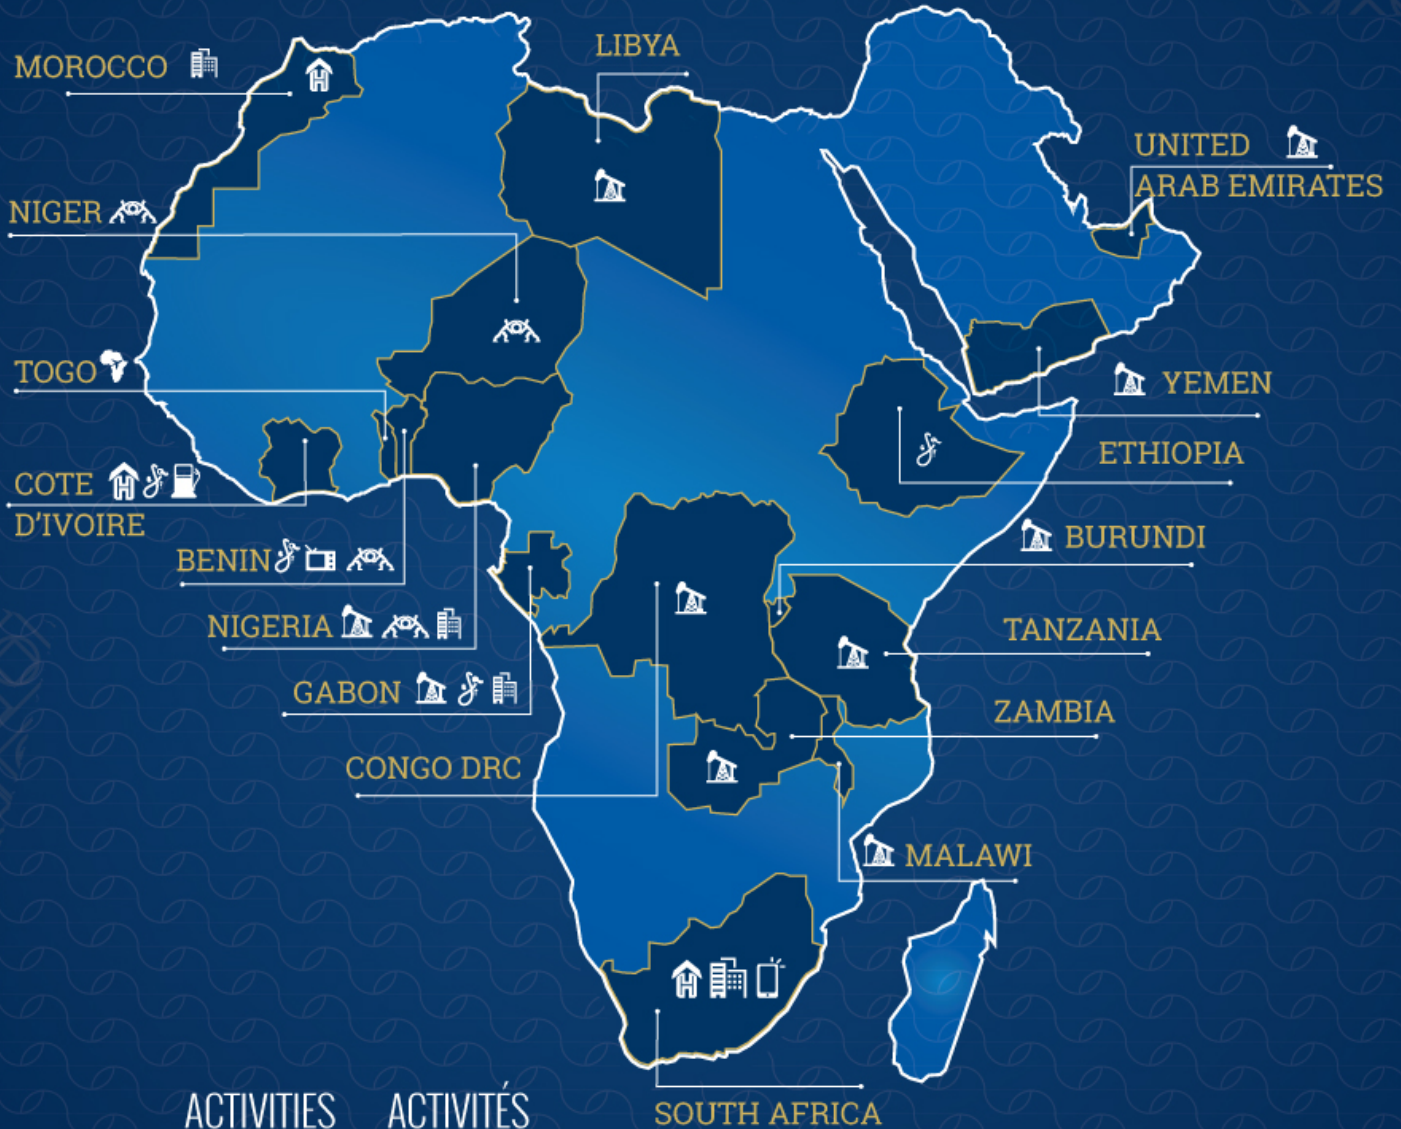 LIBYA
MOROCCO
UNITED
ARAB EMIRATES
NIGER
TOGO
YEMEN
ETHIOPIA
COTE
D'IVOIRE
BURUNDI
BENIN
NIGERIA
TANZANIA
GABON
ZAMBIA
CONGO DRC
MALAWI
ACTIVITIES ACTIVITÉS
SOUTH AFRICA